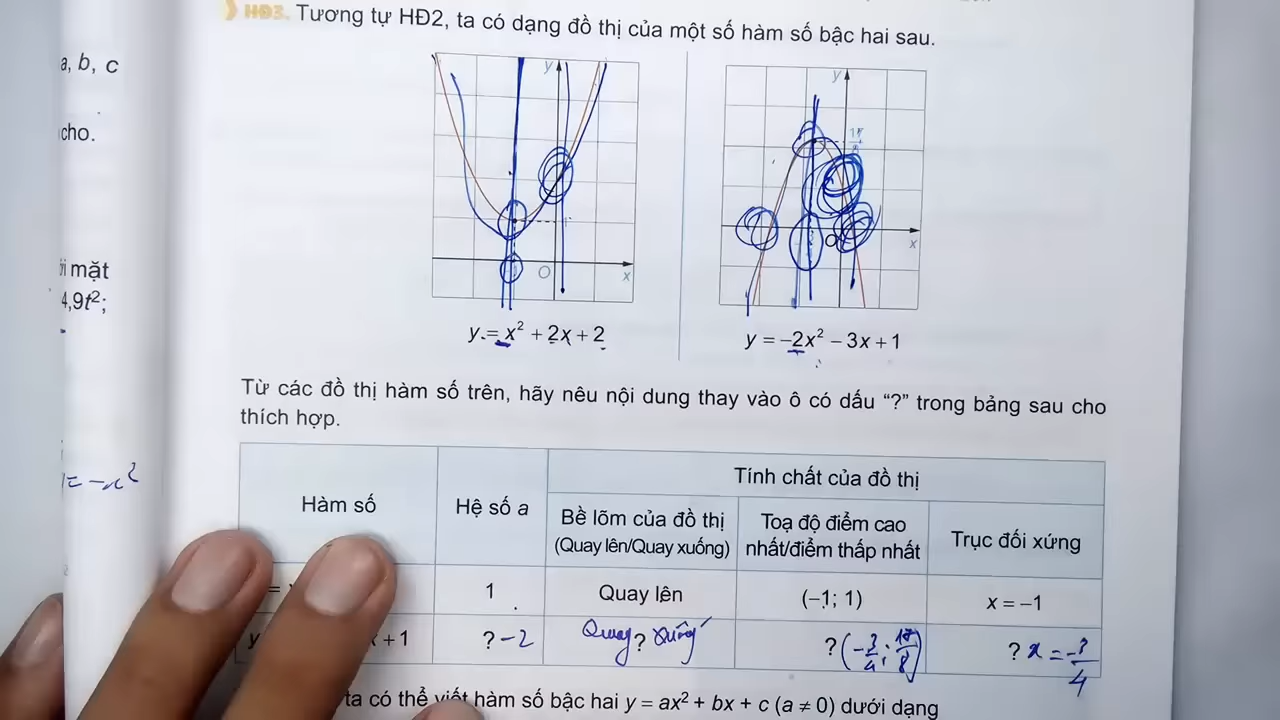 HĐ3. Tương tự HĐ2, ta có dạng đồ thị của một số hàm số bậc hai sau.
a, b, c
cho.
mặt
4,9t²;
= -x²
y
O
x
y = x² + 2x + 2
y
17/8
O
x
y = -2x² - 3x + 1
Từ các đồ thị hàm số trên, hãy nêu nội dung thay vào ô có dấu “?” trong bảng sau cho
thích hợp.
Hàm số
Hệ số a
Tính chất của đồ thị
Bề lõm của đồ thị
(Quay lên/Quay xuống)
Toạ độ điểm cao
nhất/điểm thấp nhất
Trục đối xứng
=
1
Quay lên
(–1; 1)
x = –1
y
+ 1
? -2
Quay ? xuống
? (-3/4; 17/8)
? x = -3/4
ta có thể viết hàm số bậc hai y = ax² + bx + c (a ≠ 0) dưới dạng